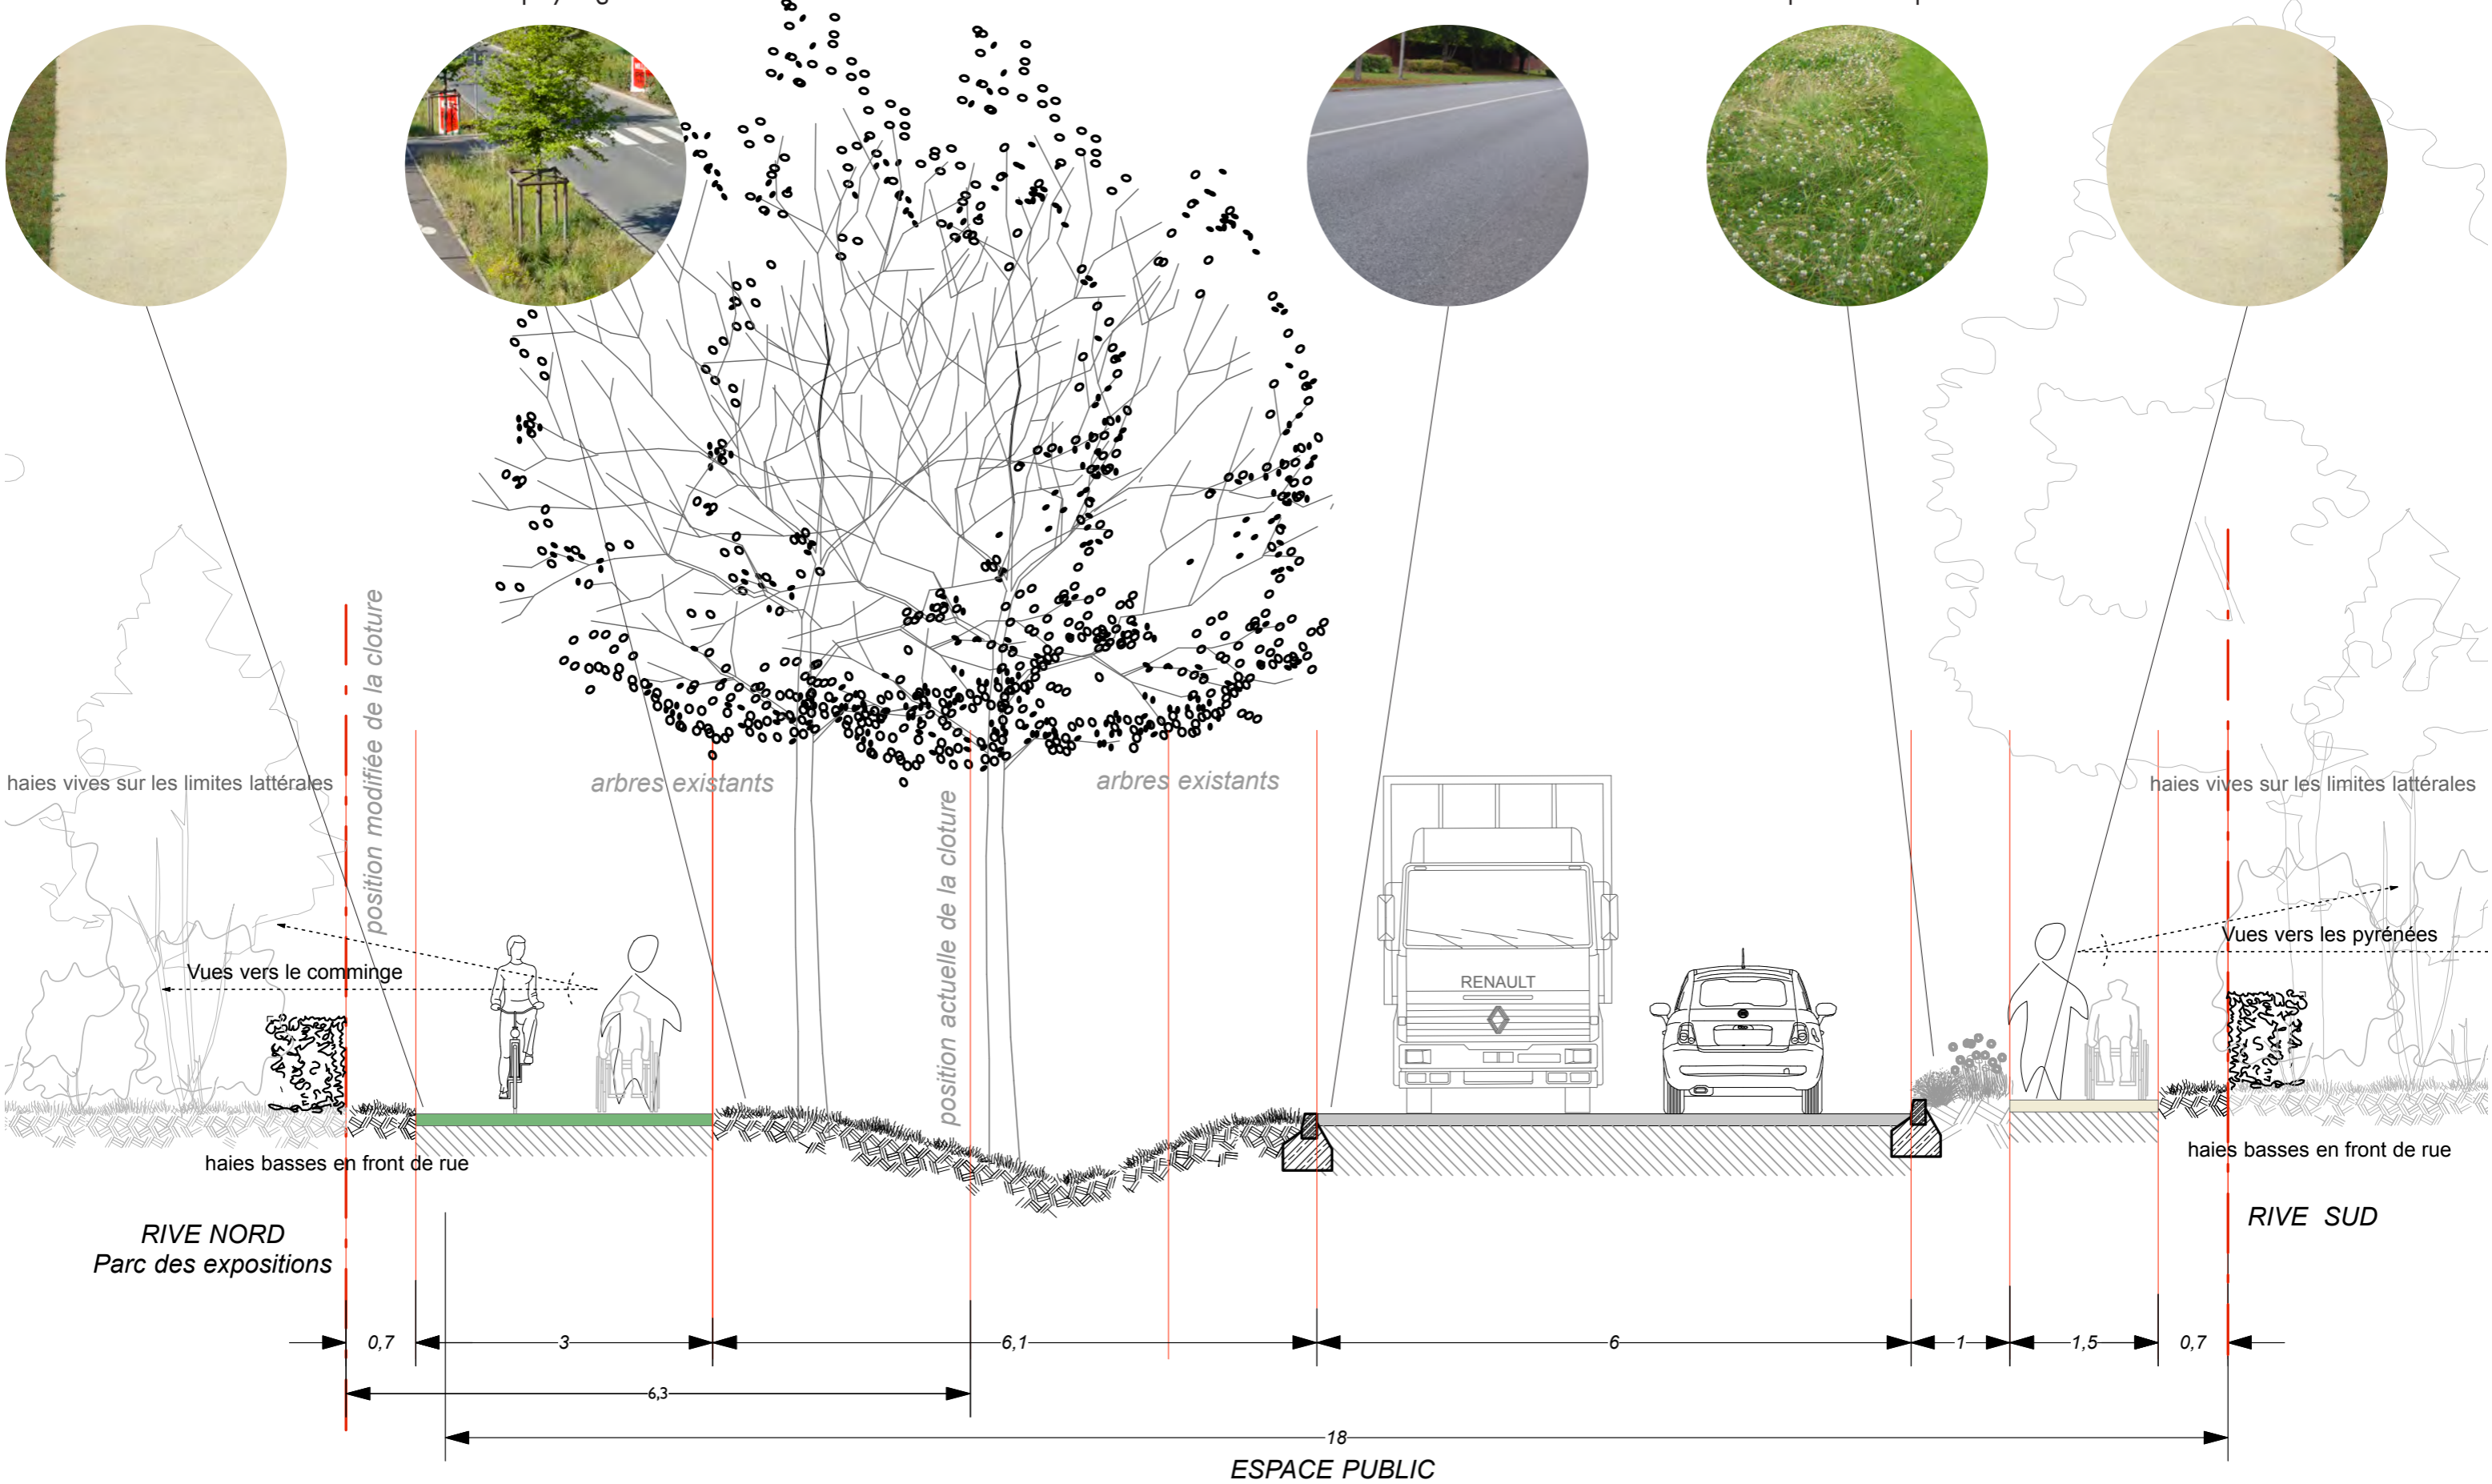 position modifiée de la cloture
haies vives sur les limites lattérales
arbres existants
position actuelle de la cloture
arbres existants
haies vives sur les limites lattérales
Vues vers le comminge
Vues vers les pyrénées
RENAULT
haies basses en front de rue
haies basses en front de rue
RIVE NORD
Parc des expositions
RIVE SUD
0,7
3
6,1
6
1
1,5
0,7
6,3
18
ESPACE PUBLIC